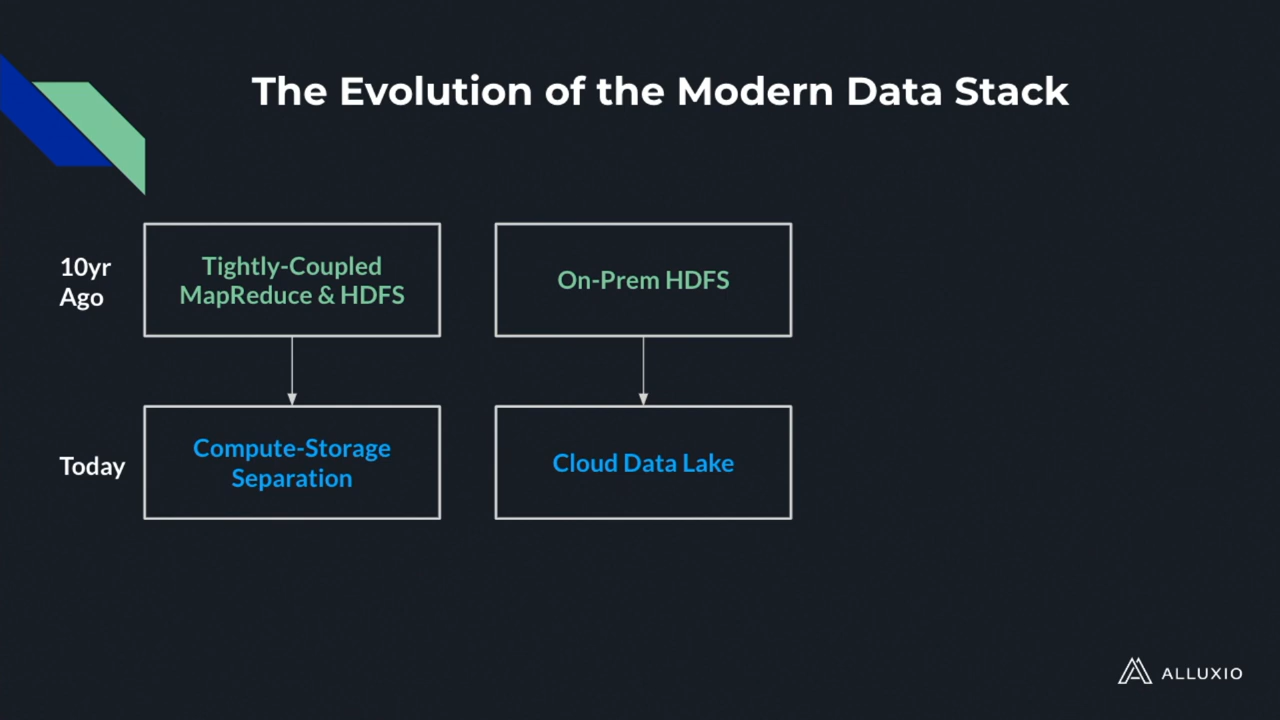 The Evolution of the Modern Data Stack
10yr
Ago
Tightly-Coupled
MapReduce & HDFS
On-Prem HDFS
Today
Compute-Storage
Separation
Cloud Data Lake
ALLUXIO